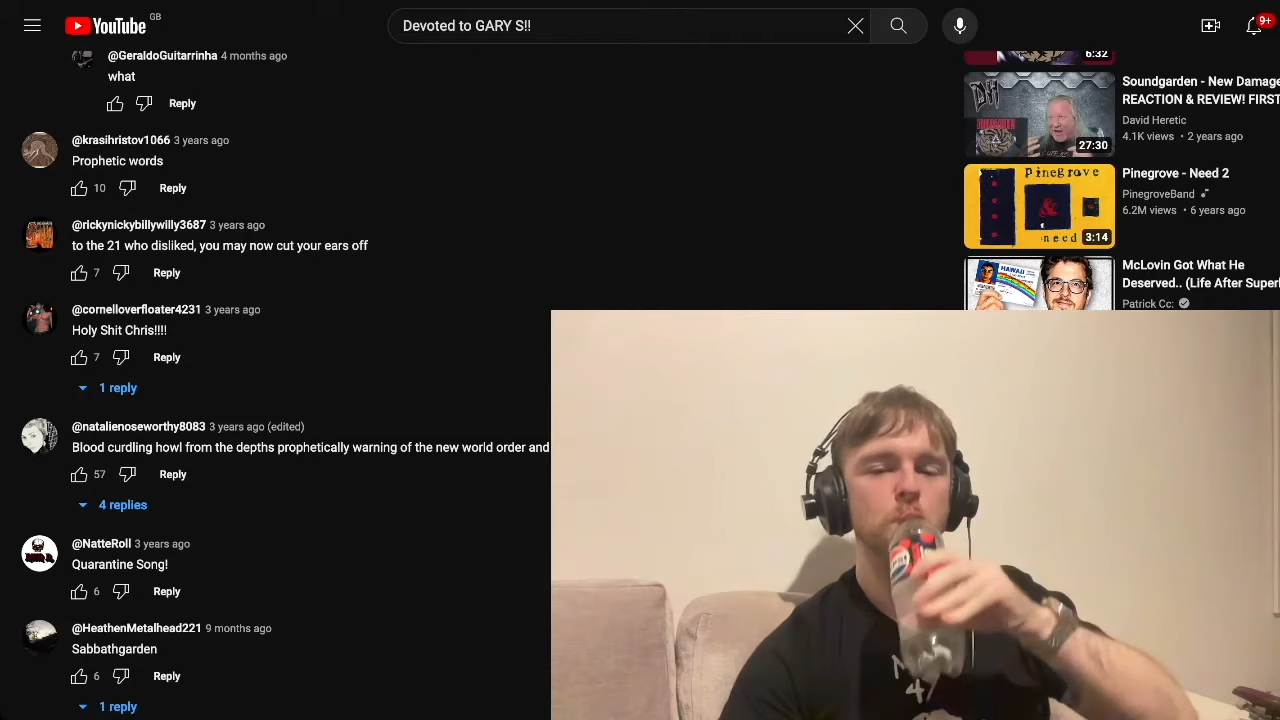 YouTube GB
Devoted to GARY S!!
9+
@GeraldoGuitarrinha 4 months ago
what
Reply
@krasihristov1066 3 years ago
Prophetic words
10 Reply
@rickynickybillywilly3687 3 years ago
to the 21 who disliked, you may now cut your ears off
7 Reply
@cornelloverfloater4231 3 years ago
Holy Shit Chris!!!!
7 Reply
1 reply
@natalienoseworthy8083 3 years ago (edited)
Blood curdling howl from the depths prophetically warning of the new world order and
57 Reply
4 replies
@NatteRoll 3 years ago
Quarantine Song!
6 Reply
@HeathenMetalhead221 9 months ago
Sabbathgarden
6 Reply
1 reply
6:32
DH
27:30
Soundgarden - New Damage
REACTION & REVIEW! FIRST
David Heretic
4.1K views • 2 years ago
pinegrove
need
3:14
Pinegrove - Need 2
PinegroveBand
6.2M views • 6 years ago
HAWAII
McLovin Got What He
Deserved.. (Life After Super
Patrick Cc: